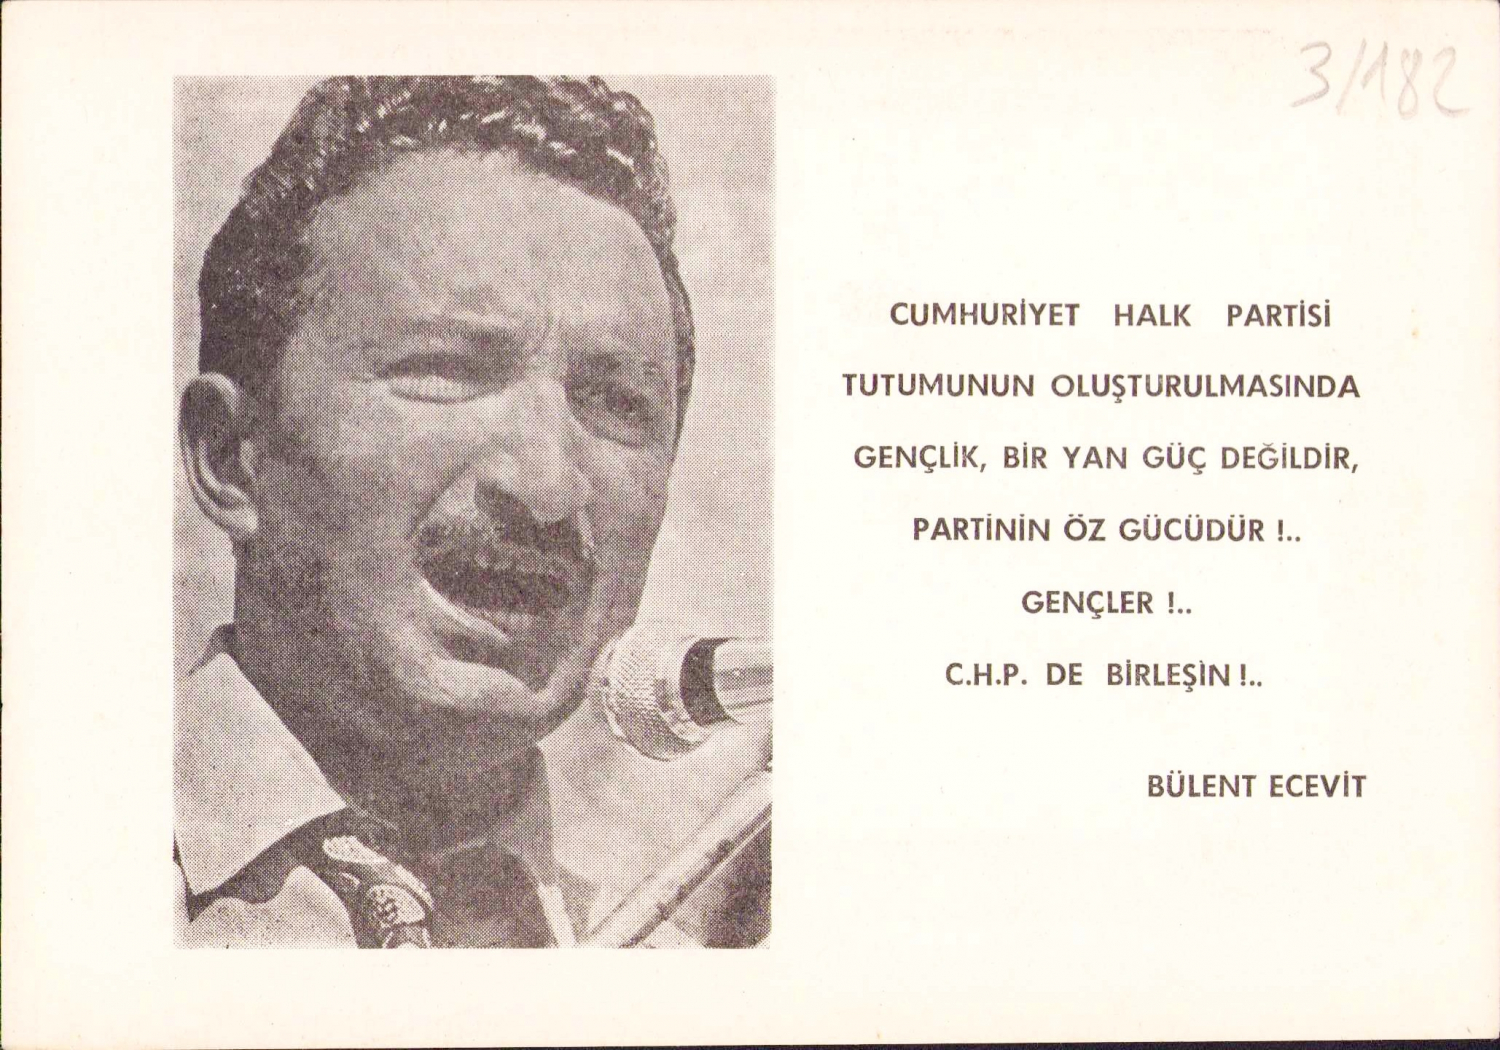 3/182
CUMHURİYET HALK PARTİSİ
TUTUMUNUN OLUŞTURULMASINDA
GENÇLİK, BİR YAN GÜÇ DEĞİLDİR,
PARTİNİN ÖZ GÜCÜDÜR !..
GENÇLER !..
C.H.P. DE BİRLEŞİN !..
BÜLENT ECEVİT